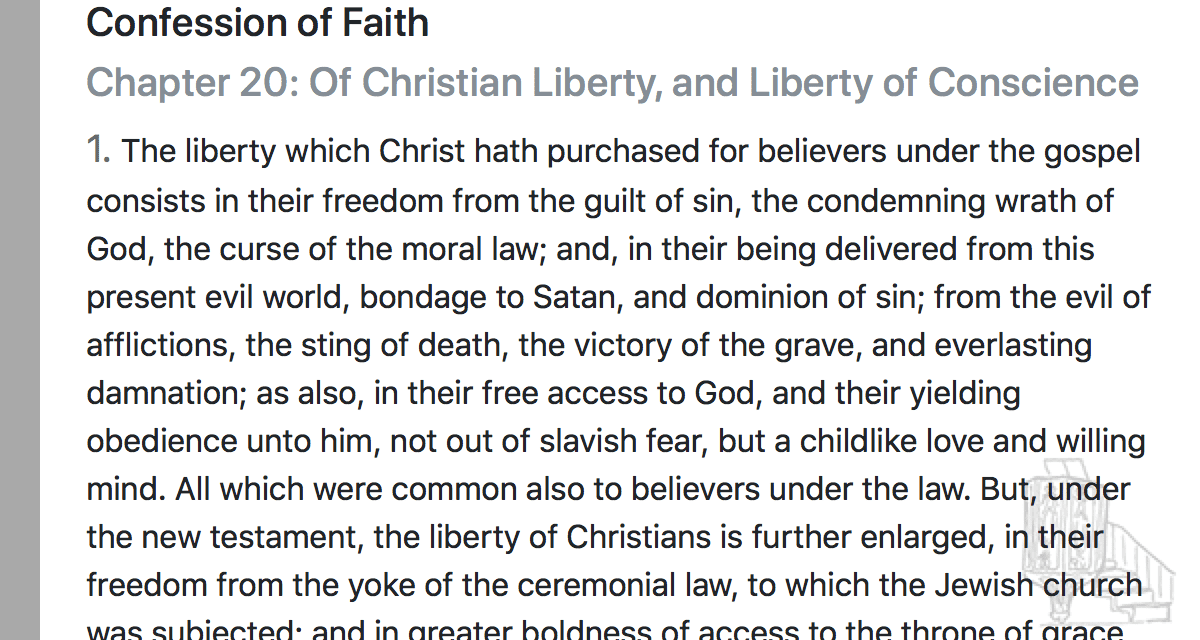 Confession of Faith
Chapter 20: Of Christian Liberty, and Liberty of Conscience
1. The liberty which Christ hath purchased for believers under the gospel
consists in their freedom from the guilt of sin, the condemning wrath of
God, the curse of the moral law; and, in their being delivered from this
present evil world, bondage to Satan, and dominion of sin; from the evil of
afflictions, the sting of death, the victory of the grave, and everlasting
damnation; as also, in their free access to God, and their yielding
obedience unto him, not out of slavish fear, but a childlike love and willing
mind. All which were common also to believers under the law. But, under
the new testament, the liberty of Christians is further enlarged, in their
freedom from the yoke of the ceremonial law, to which the Jewish church
was subjected; and in greater boldness of access to the throne of grace